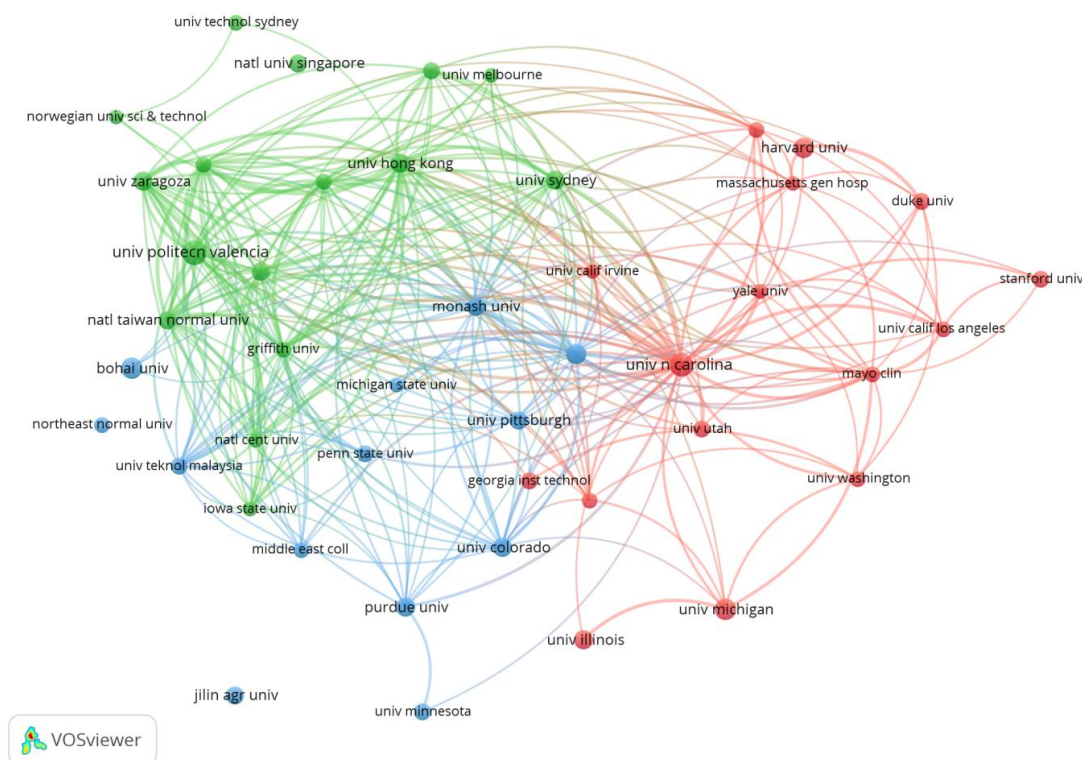 univ technol sydney
natl univ singapore
univ melbourne
norwegian univ sci & technol
harvard univ
univ hong kong
univ zaragoza
univ sydney
massachusetts gen hosp
duke univ
univ politecn valencia
univ calif irvine
stanford univ
yale univ
monash univ
natl taiwan normal univ
univ calif los angeles
griffith univ
bohai univ
univ n carolina
mayo clin
michigan state univ
univ pittsburgh
northeast normal univ
univ utah
natl cent univ
penn state univ
univ teknol malaysia
georgia inst technol
univ washington
iowa state univ
middle east coll
univ colorado
purdue univ
univ michigan
univ illinois
jilin agr univ
univ minnesota
VOSviewer